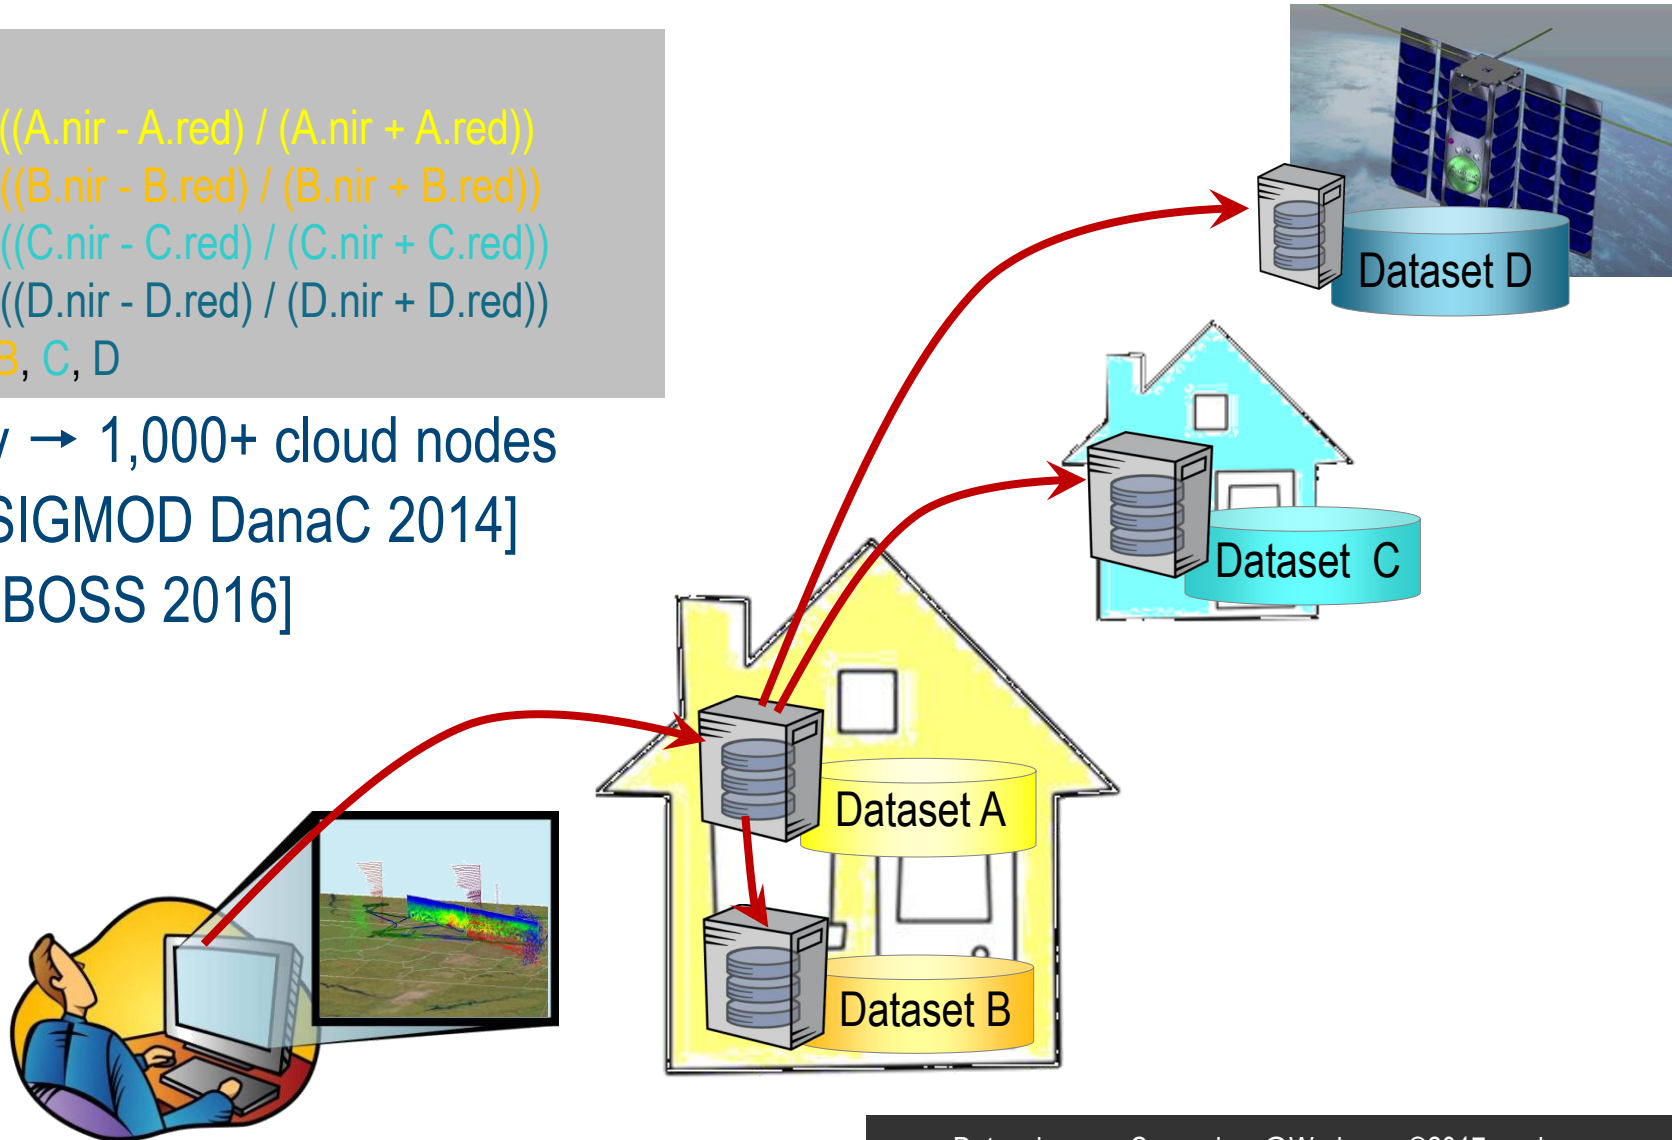 ((A.nir - A.red) / (A.nir + A.red))
((B.nir - B.red) / (B.nir + B.red))
((C.nir - C.red) / (C.nir + C.red))
((D.nir - D.red) / (D.nir + D.red))
B, C, D
→ 1,000+ cloud nodes
SIGMOD DanaC 2014]
BOSS 2016]
Dataset D
Dataset C
Dataset A
Dataset B